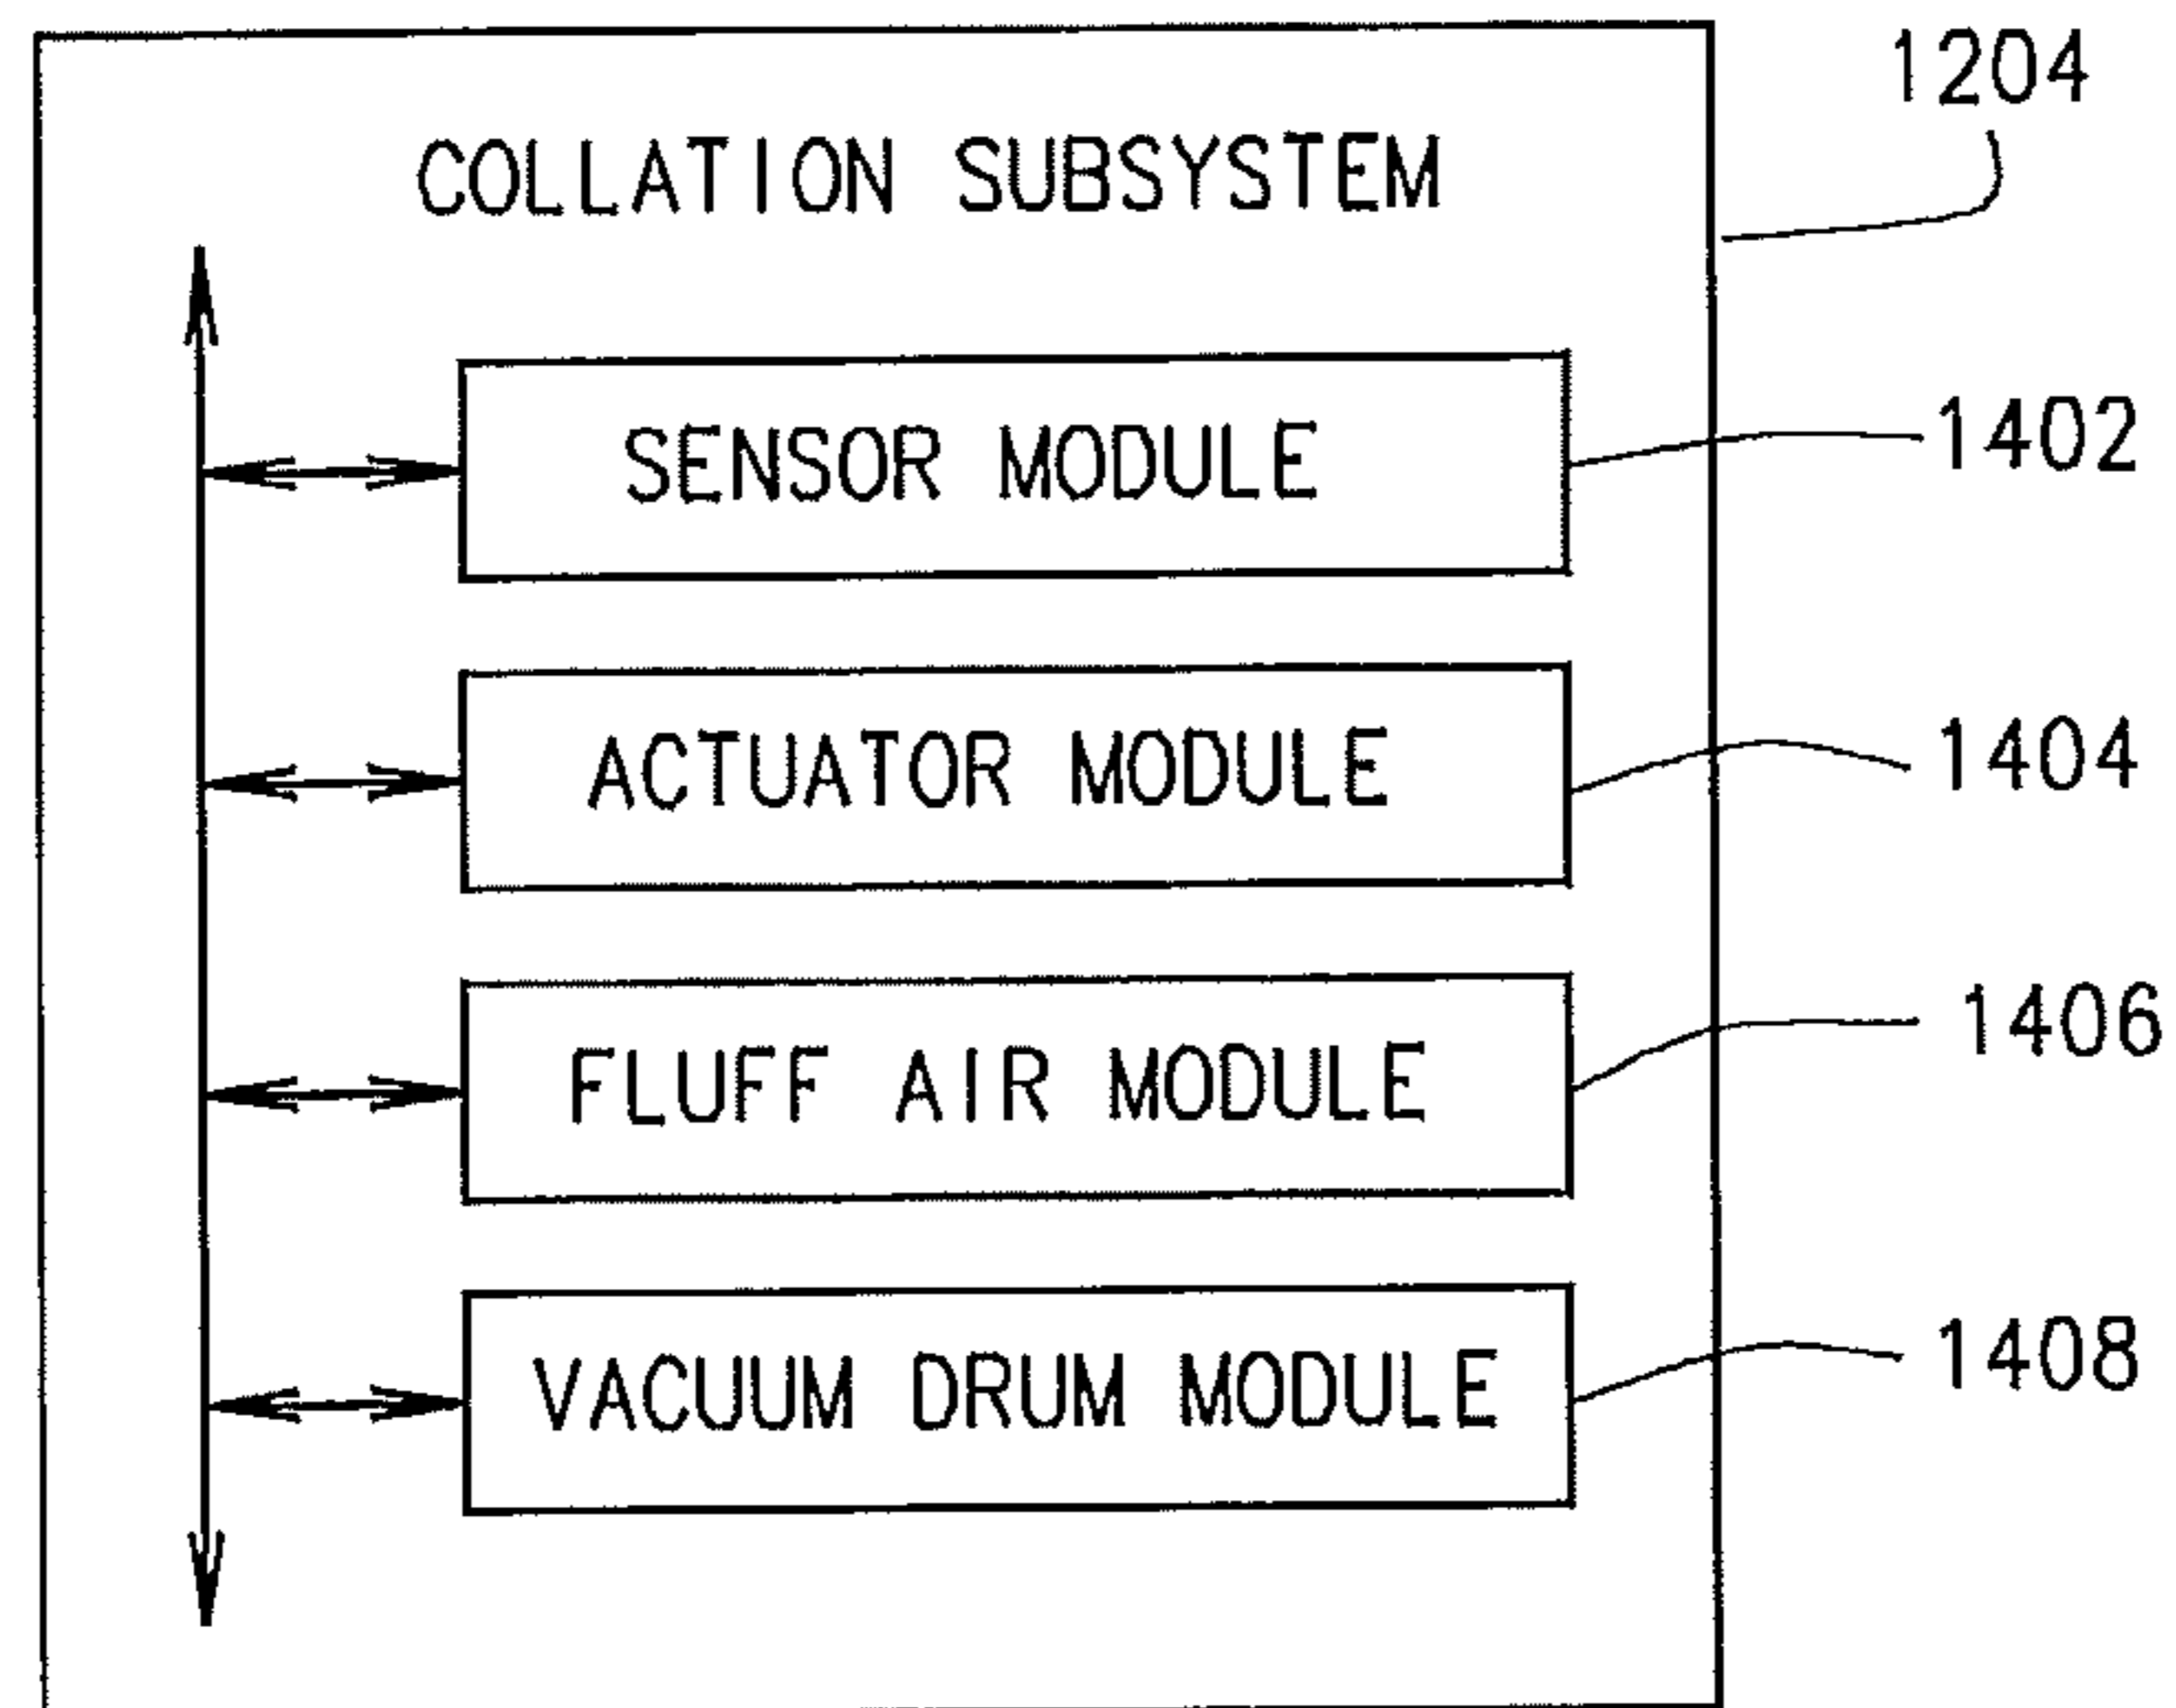 1204
COLLATION SUBSYSTEM
SENSOR MODULE
1402
ACTUATOR MODULE
1404
FLUFF AIR MODULE
1406
VACUUM DRUM MODULE
1408